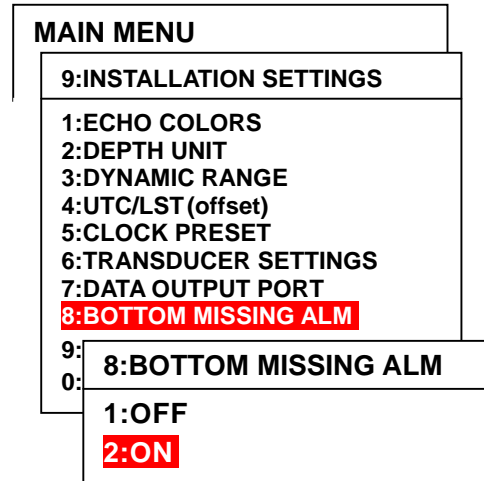 MAIN MENU
9:INSTALLATION SETTINGS
1:ECHO COLORS
2:DEPTH UNIT
3:DYNAMIC RANGE
4:UTC/LST (offset)
5:CLOCK PRESET
6:TRANSDUCER SETTINGS
7:DATA OUTPUT PORT
8:BOTTOM MISSING ALM
9:
0:
8:BOTTOM MISSING ALM
1:OFF
2:ON